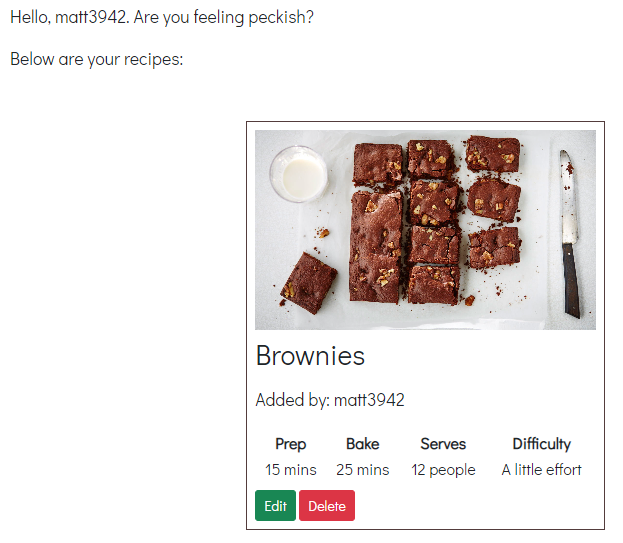 Hello, matt3942. Are you feeling peckish?
Below are your recipes:
Brownies
Added by: matt3942
Prep Bake Serves Difficulty
15 mins 25 mins 12 people A little effort
Edit Delete